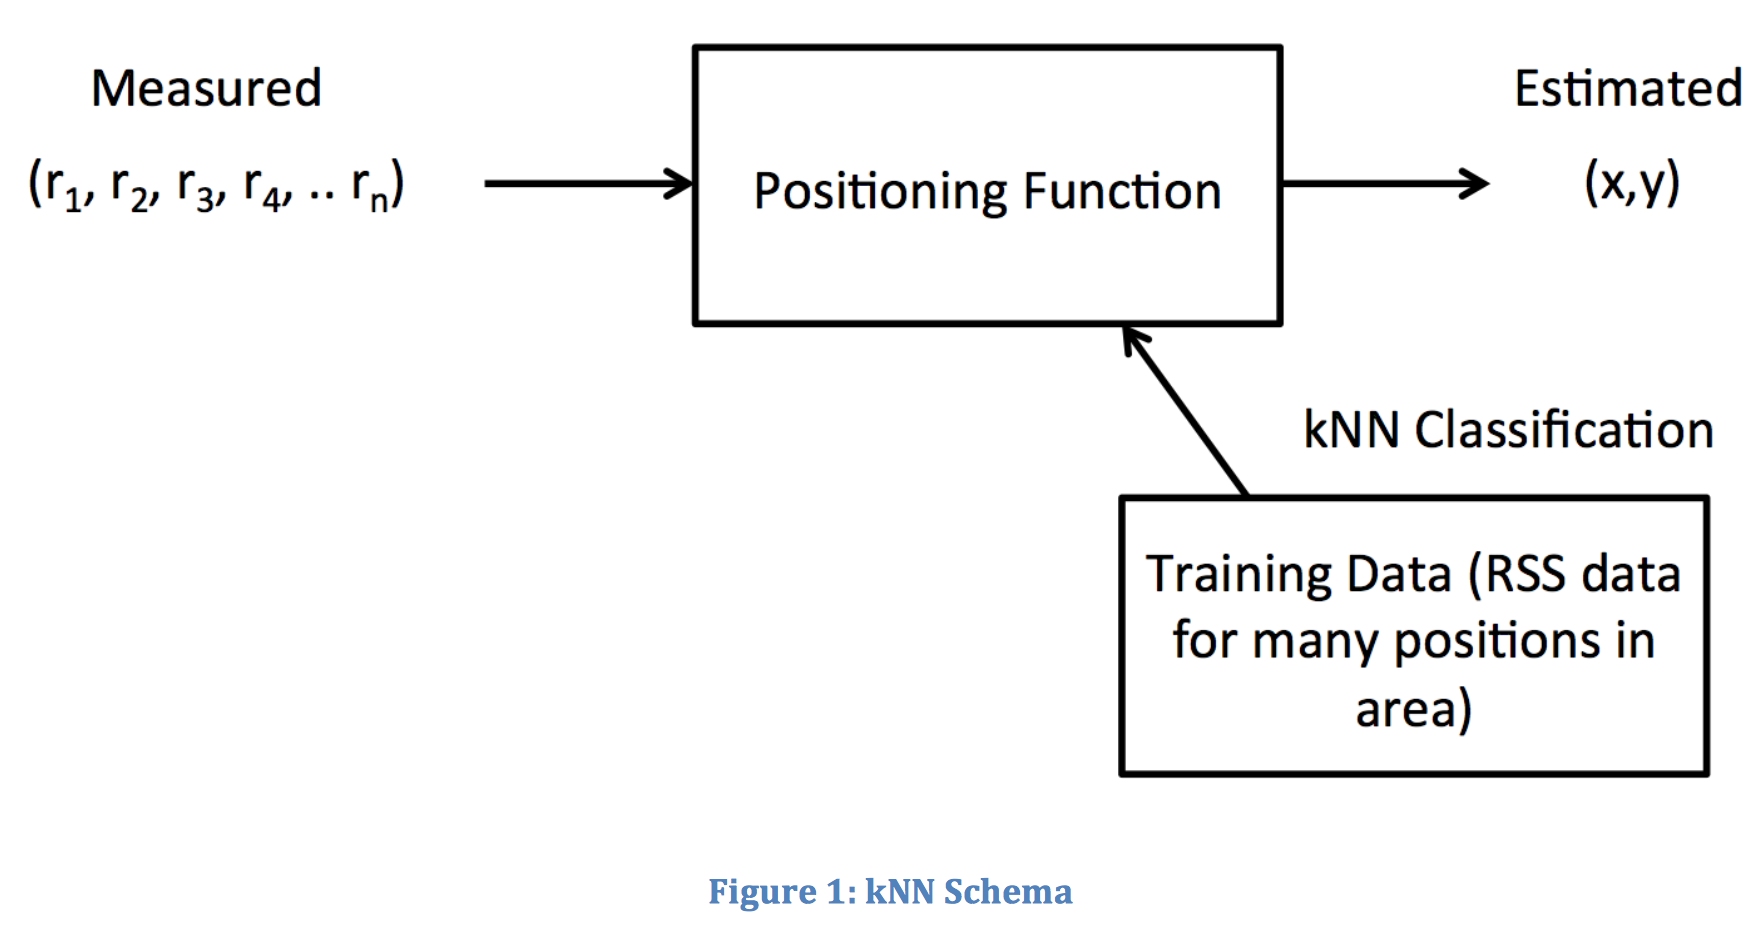 Measured
(r1, r2, r3, r4, .. rn)
Positioning Function
Estimated
(x,y)
kNN Classification
Training Data (RSS data
for many positions in
area)
Figure 1: kNN Schema